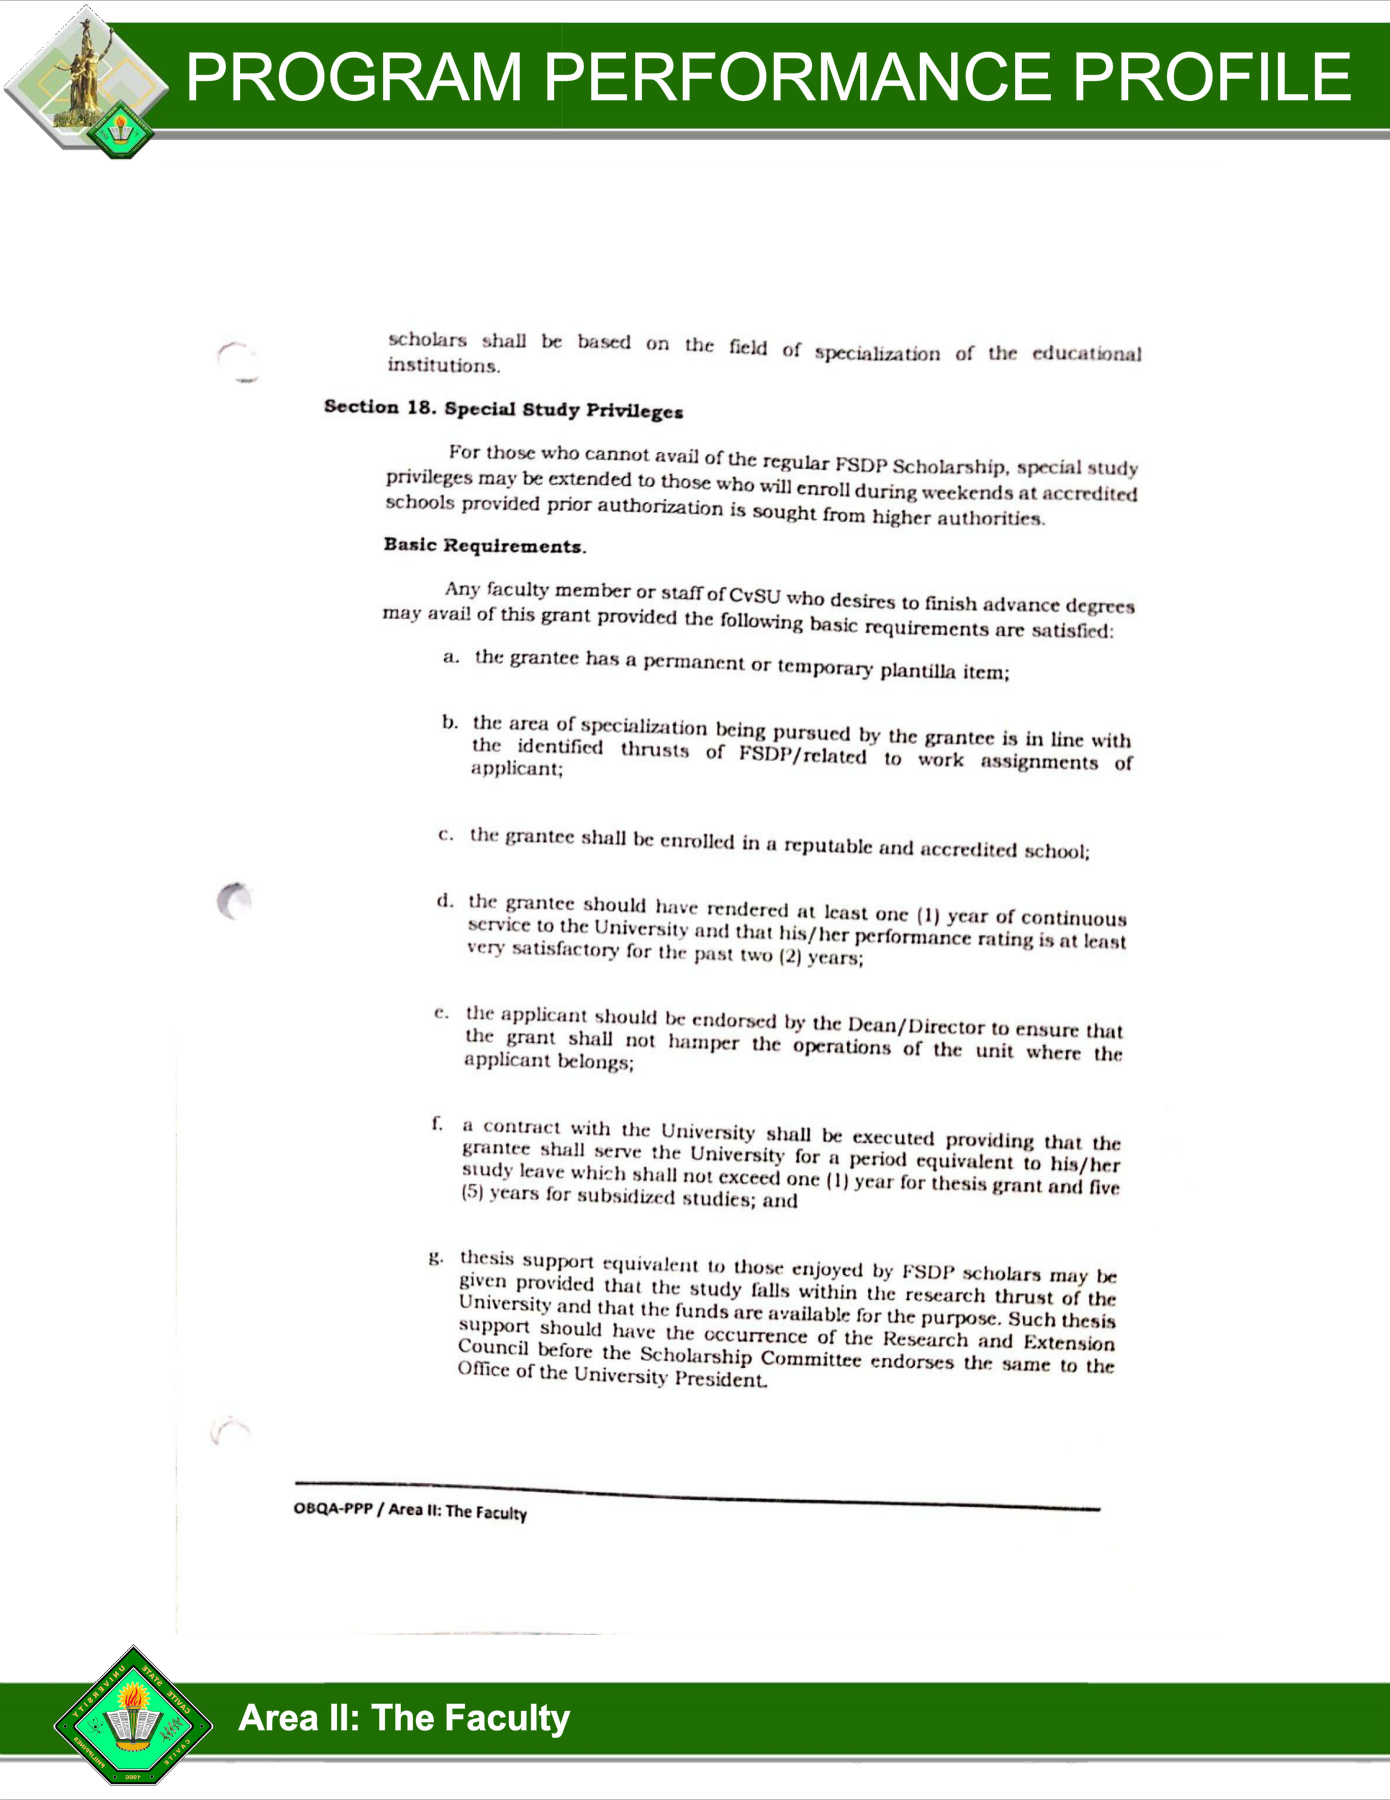 PROGRAM PERFORMANCE PROFILE
scholars shall be based on the field of specialization of the educational
institutions.
Section 18. Special Study Privileges
For those who cannot avail of the regular FSDP Scholarship, special study
privileges may be extended to those who will enroll during weekends at accredited
schools provided prior authorization is sought from higher authorities.
Basic Requirements.
Any faculty member or staff of CvSU who desires to finish advance degrees
may avail of this grant provided the following basic requirements are satisfied:
a. the grantee has a permanent or temporary plantilla item;
b. the area of specialization being pursued by the grantee is in line with
the identified thrusts of FSDP/related to work assignments of
applicant;
c. the grantee shall be enrolled in a reputable and accredited school;
d. the grantee should have rendered at least one (1) year of continuous
service to the University and that his/her performance rating is at least
very satisfactory for the past two (2) years;
e. the applicant should be endorsed by the Dean/Director to ensure that
the grant shall not hamper the operations of the unit where the
applicant belongs;
f. a contract with the University shall be executed providing that the
grantee shall serve the University for a period equivalent to his/her
study leave which shall not exceed one (1) year for thesis grant and five
(5) years for subsidized studies; and
g. thesis support equivalent to those enjoyed by FSDP scholars may be
given provided that the study falls within the research thrust of the
University and that the funds are available for the purpose. Such thesis
support should have the occurrence of the Research and Extension
Council before the Scholarship Committee endorses the same to the
Office of the University President.
OBQA-PPP / Area II: The Faculty
CAVITE STATE UNIVERSITY
CAVITE PHILIPPINES
1906
Area II: The Faculty